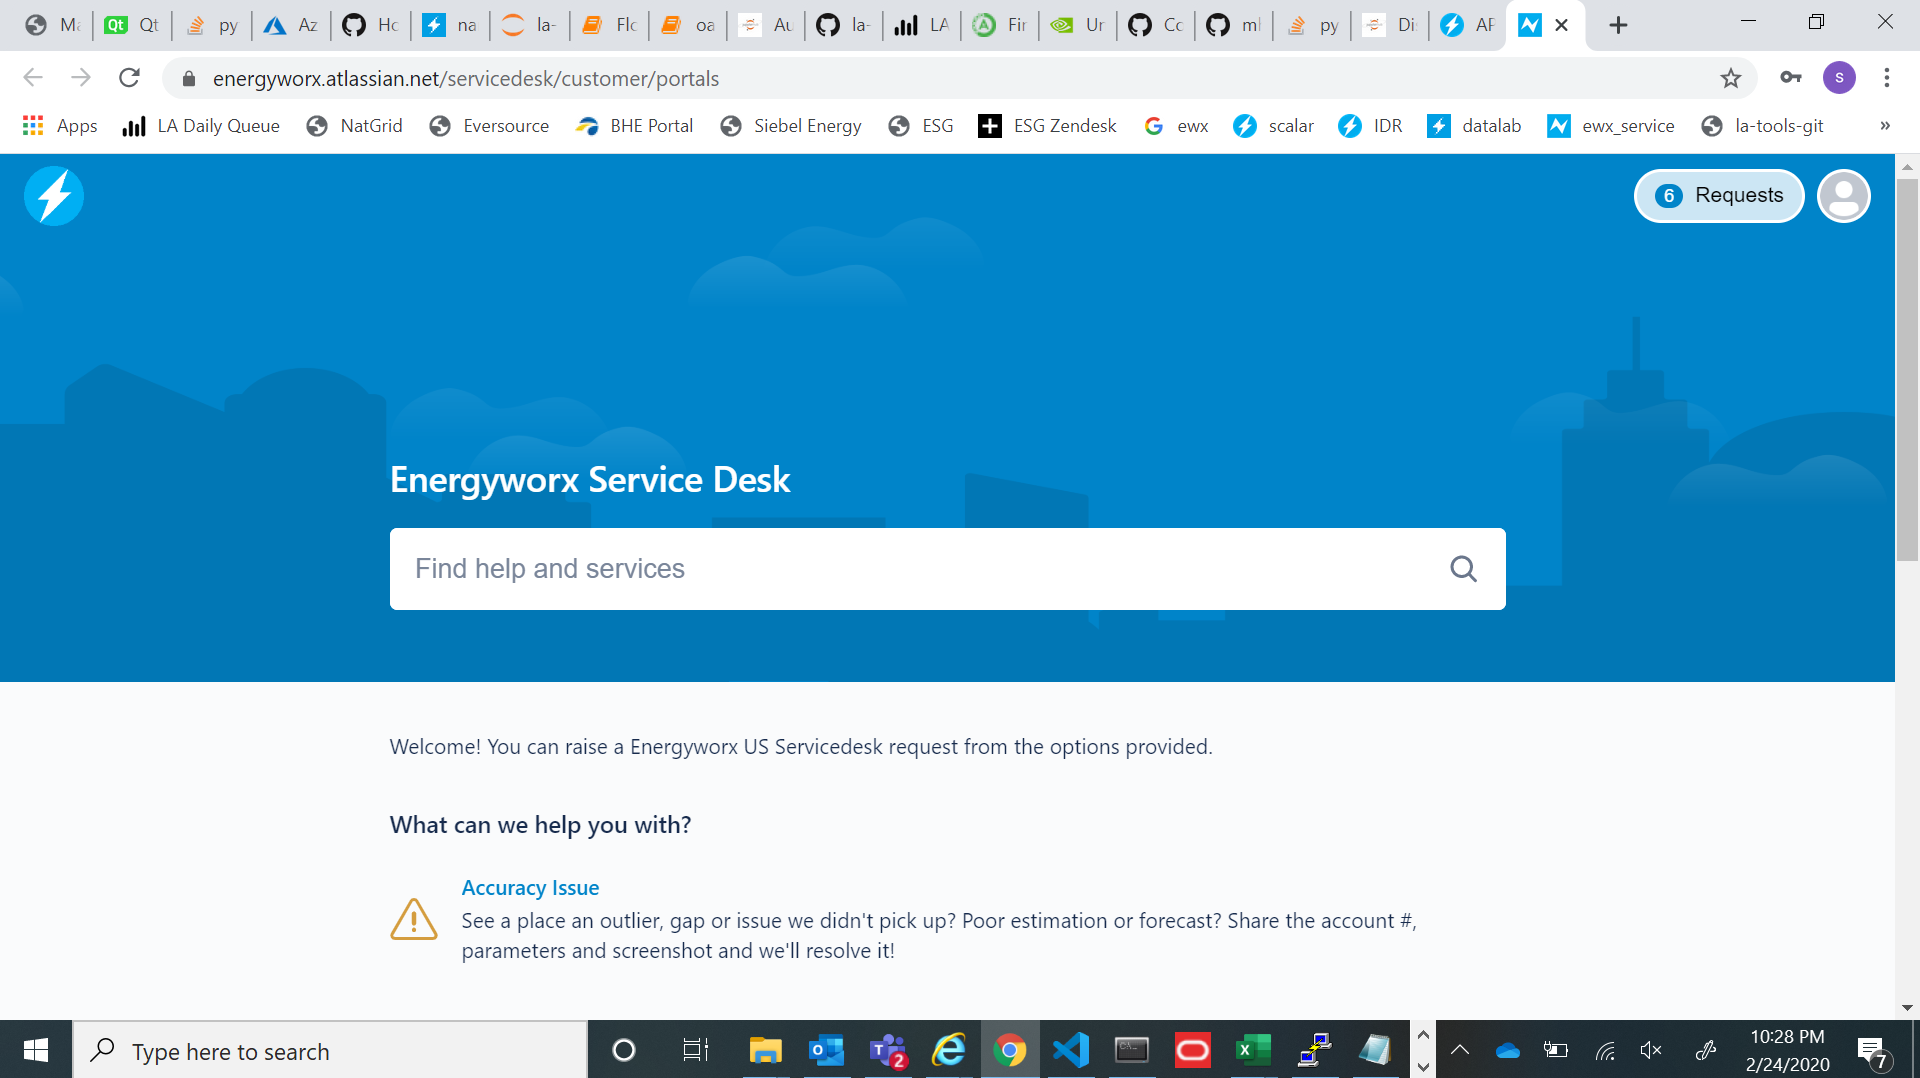 Qt Qt
py
Az
Hc
na
la-
Flc
oa
Au
la-
LA
Fir
Ur
Cc
ml
py
Di
AF
energyworx.atlassian.net/servicedesk/customer/portals
s
Apps LA Daily Queue NatGrid Eversource BHE Portal Siebel Energy ESG ESG Zendesk ewx scalar IDR datalab ewx_service la-tools-git »
6 Requests
Energyworx Service Desk
Find help and services
Welcome! You can raise a Energyworx US Servicedesk request from the options provided.
What can we help you with?
Accuracy Issue
See a place an outlier, gap or issue we didn't pick up? Poor estimation or forecast? Share the account #,
parameters and screenshot and we'll resolve it!
Type here to search
2
10:28 PM
2/24/2020
7